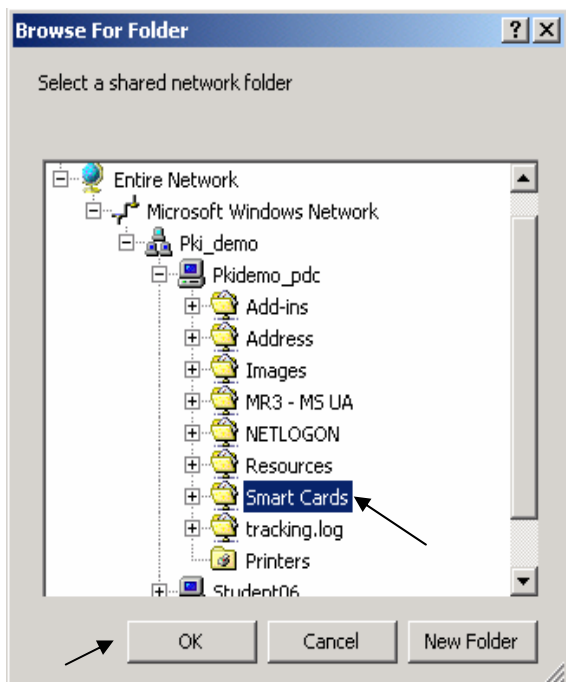 Browse For Folder
Select a shared network folder
Entire Network
Microsoft Windows Network
Pki_demo
Pkidemo_pdc
Add-ins
Address
Images
MR3 - MS UA
NETLOGON
Resources
Smart Cards
tracking.log
Printers
Student06
OK Cancel New Folder